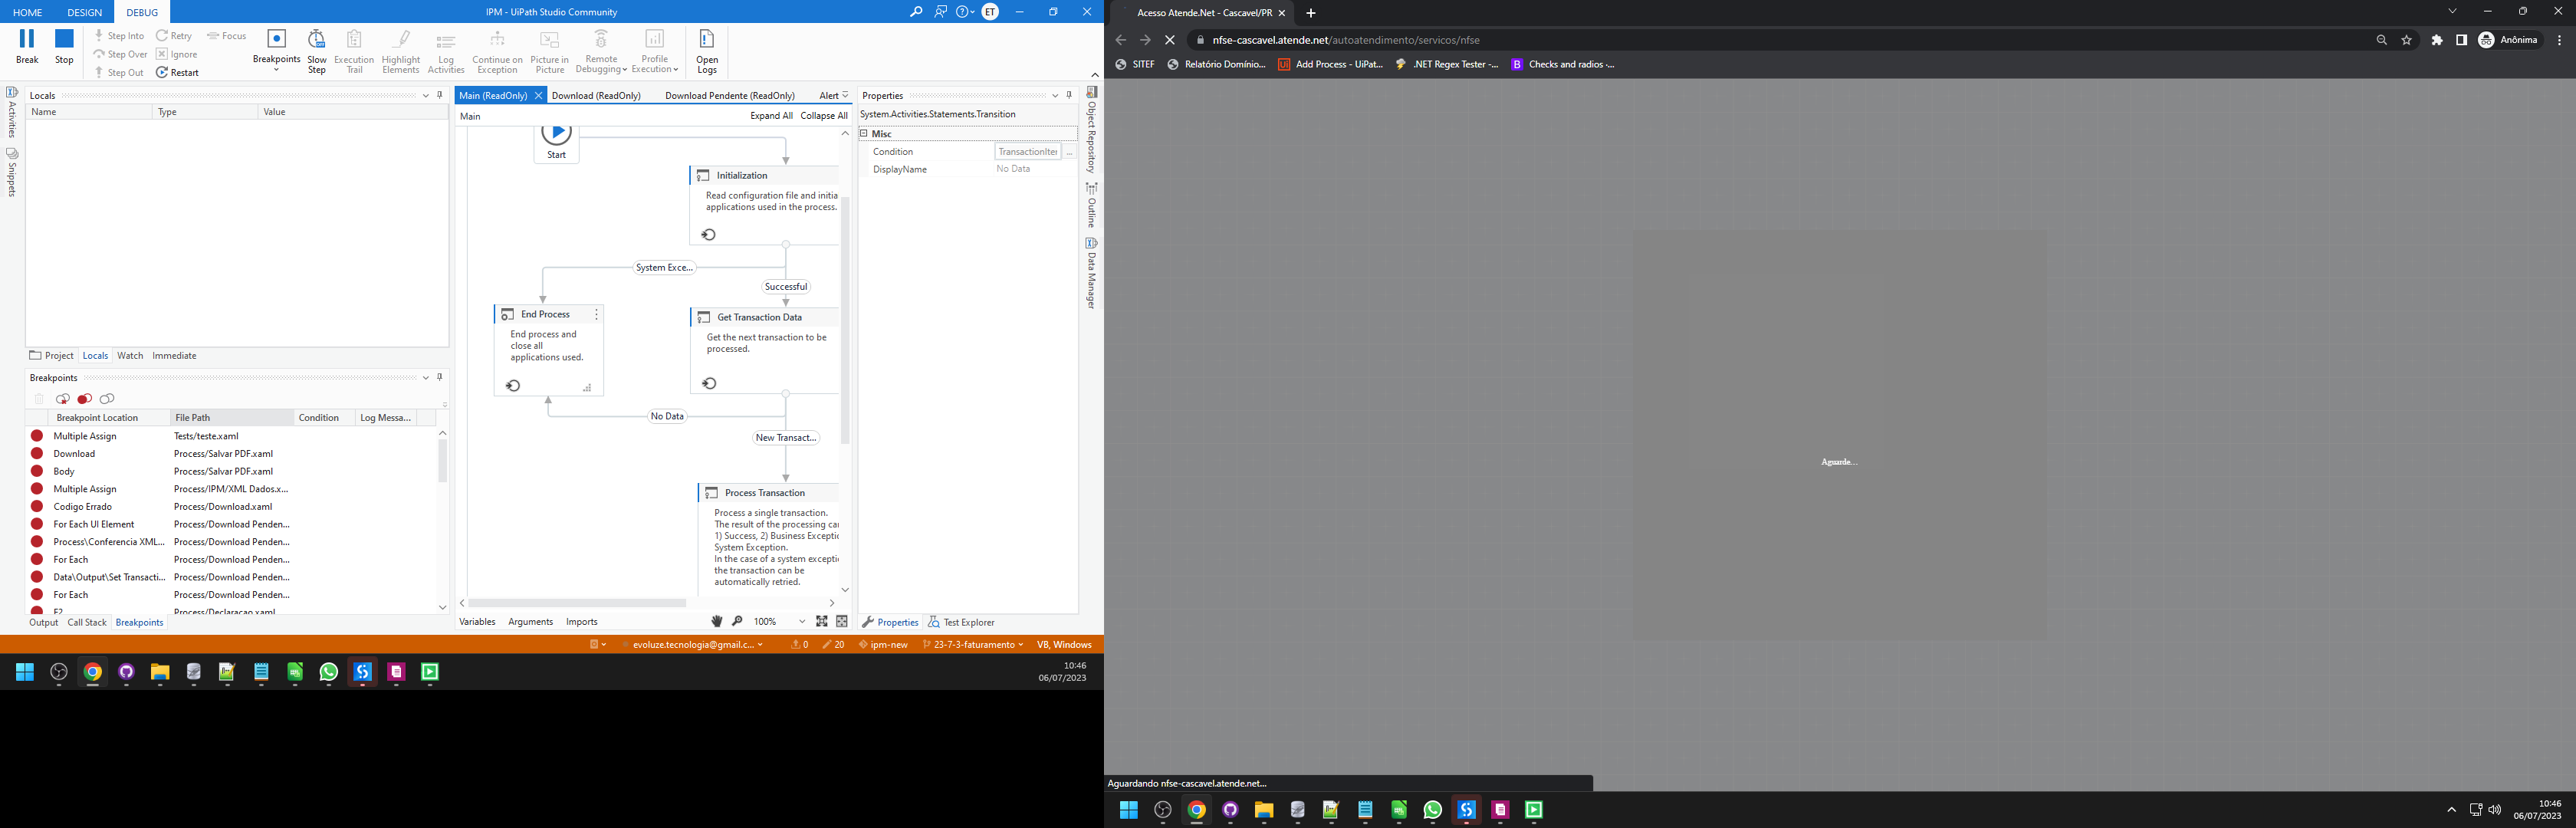 HOME DESIGN DEBUG IPM - UiPath Studio Community ET
Break Stop
Step Into Retry Focus
Step Over Ignore
Step Out Restart
Breakpoints
Slow Step
Execution Trail
Highlight Elements
Log Activities
Continue on Exception
Picture in Picture
Remote Debugging
Profile Execution
Open Logs
Activities
Snippets
Locals
Name Type Value
Project Locals Watch Immediate
Breakpoints
Breakpoint Location File Path Condition Log Messa...
Multiple Assign Tests/teste.xaml
Download Process/Salvar PDF.xaml
Body Process/Salvar PDF.xaml
Multiple Assign Process/IPM/XML Dados.x...
Codigo Errado Process/Download.xaml
For Each UI Element Process/Download Penden...
Process\Conferencia XML... Process/Download Penden...
For Each Process/Download Penden...
Data\Output\Set Transacti... Process/Download Penden...
For Each Process/Download Penden...
F2 Process/Declaracao.xaml
Output Call Stack Breakpoints
Main (ReadOnly) Download (ReadOnly) Download Pendente (ReadOnly) Alert
Main Expand All Collapse All
Start
Initialization
Read configuration file and initia
applications used in the process.
System Exce...
Successful
End Process
End process and
close all
applications used.
Get Transaction Data
Get the next transaction to be
processed.
No Data
New Transact...
Process Transaction
Process a single transaction.
The result of the processing ca
1) Success, 2) Business Excepti
System Exception.
In the case of a system excepti
the transaction can be
automatically retried.
Variables Arguments Imports 100%
Properties
System.Activities.Statements.Transition
Misc
Condition TransactionIter ...
DisplayName No Data
Properties Test Explorer
Object Repository
Outline
Data Manager
evoluze.tecnologia@gmail.c... 0 20 ipm-new 23-7-3-faturamento VB, Windows
10:46
06/07/2023
Acesso Atende.Net - Cascavel/PR
nfse-cascavel.atende.net/autoatendimento/servicos/nfse Anônima
SITEF Relatório Domínio... Add Process - UiPat... .NET Regex Tester -... Checks and radios ·...
Aguarde...
Aguardando nfse-cascavel.atende.net...
10:46
06/07/2023